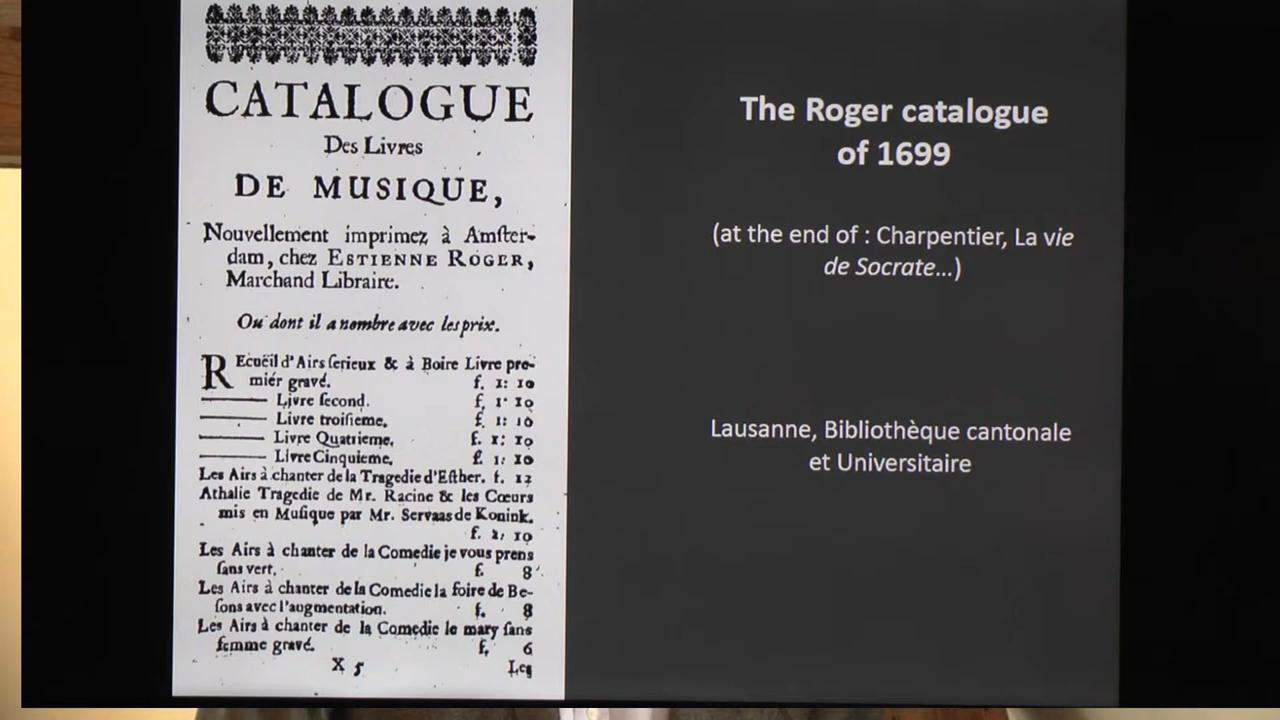 CATALOGUE
Des Livres
DE MUSIQUE,
Nouvellement imprimez à Amſter-
dam, chez ESTIENNE ROGER,
Marchand Libraire.
Ou dont il a nombre avec les prix.
REcueil d'Airs ſerieux & à Boire Livre pre-
miér gravé. f. 1: 10
Livre ſecond. f. 1: 10
Livre troiſieme. f. 1: 10
Livre Quatrieme. f. 1: 10
Livre Cinquieme. f. 1: 10
Les Airs à chanter de la Tragedie d'Eſther. f. 12
Athalie Tragedie de Mr. Racine & les Cœurs
mis en Muſique par Mr. Servaas de Konink.
f. 10
Les Airs à chanter de la Comedie je vous prens
ſans vert. f. 8
Les Airs à chanter de la Comedie la foire de Be-
ſons avec l'augmentation. f. 8
Les Airs à chanter de la Comedie le mary ſans
femme gravé. f. 6
X 5 Les
The Roger catalogue
of 1699
(at the end of : Charpentier, La vie
de Socrate...)
Lausanne, Bibliothèque cantonale
et Universitaire